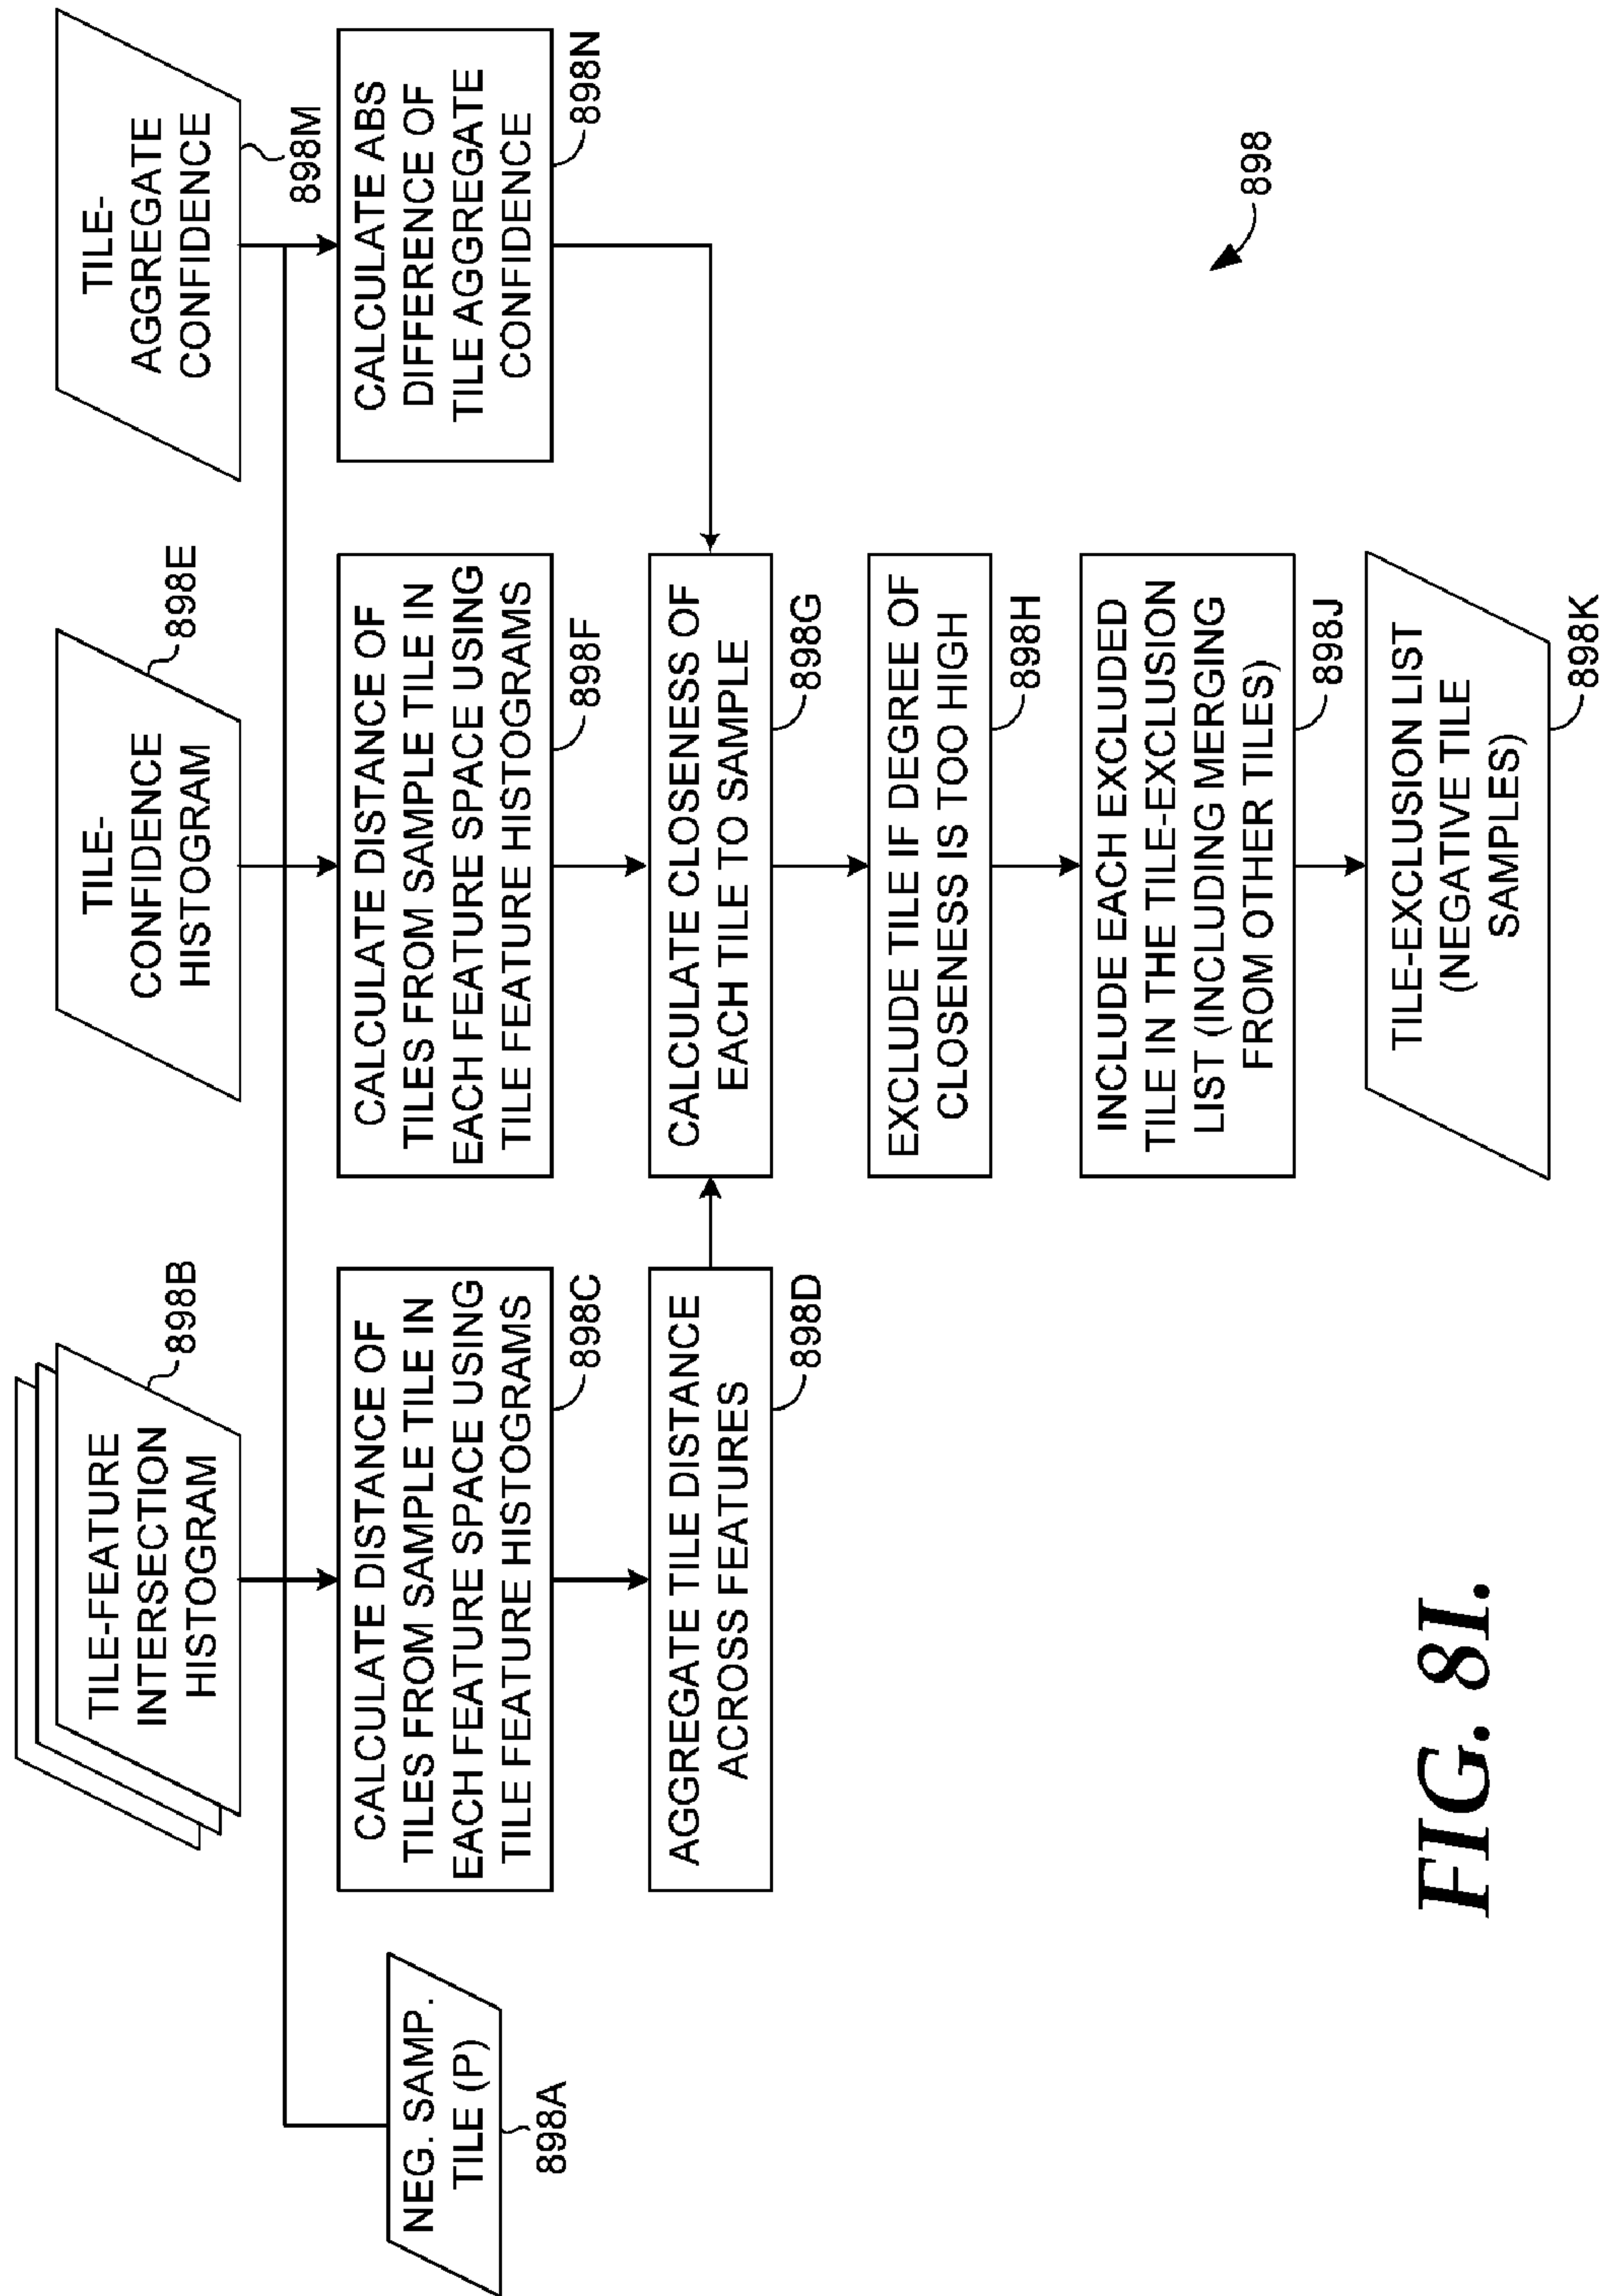 TILE-FEATURE
INTERSECTION
HISTOGRAM
898B
TILE-
CONFIDENCE
HISTOGRAM
898E
TILE-
AGGREGATE
CONFIDENCE
898M
NEG. SAMP.
TILE (P)
898A
CALCULATE DISTANCE OF
TILES FROM SAMPLE TILE IN
EACH FEATURE SPACE USING
TILE FEATURE HISTOGRAMS
898C
CALCULATE DISTANCE OF
TILES FROM SAMPLE TILE IN
EACH FEATURE SPACE USING
TILE FEATURE HISTOGRAMS
898F
CALCULATE ABS
DIFFERENCE OF
TILE AGGREGATE
CONFIDENCE
898N
AGGREGATE TILE DISTANCE
ACROSS FEATURES
898D
CALCULATE CLOSENESS OF
EACH TILE TO SAMPLE
898G
EXCLUDE TILE IF DEGREE OF
CLOSENESS IS TOO HIGH
898H
INCLUDE EACH EXCLUDED
TILE IN THE TILE-EXCLUSION
LIST (INCLUDING MERGING
FROM OTHER TILES)
898J
TILE-EXCLUSION LIST
(NEGATIVE TILE
SAMPLES)
898K
898
FIG. 8I.